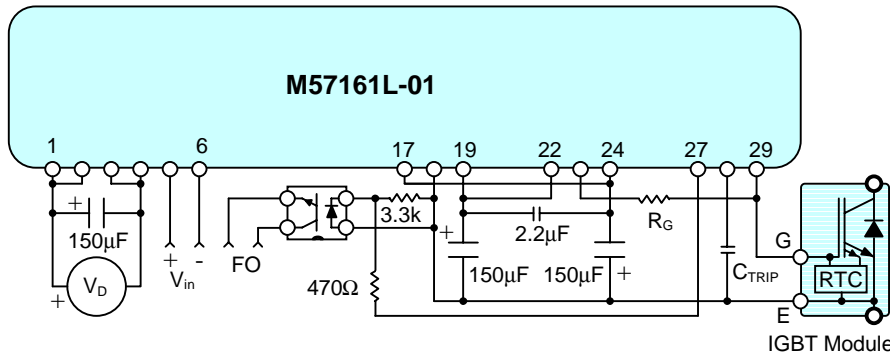 M57161L-01
1 6 17 19 22 24 27 29
+ 150µF
+ V_D
+ -
V_in
FO
3.3k
470Ω
+ 150µF
2.2µF
150µF +
R_G
C_TRIP
G
RTC
E
IGBT Module